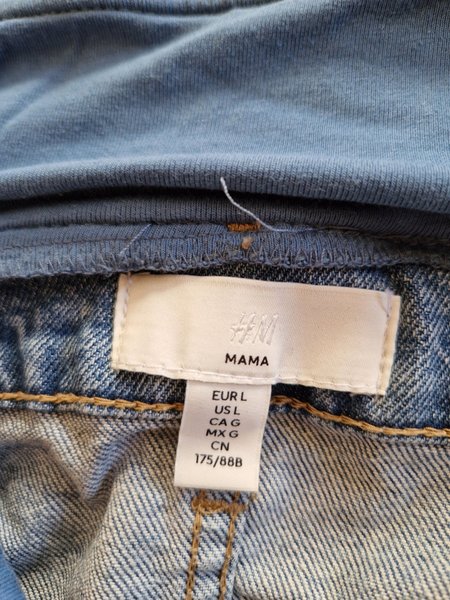 H&M
MAMA
EUR L
US L
CA G
MX G
CN
175/88B